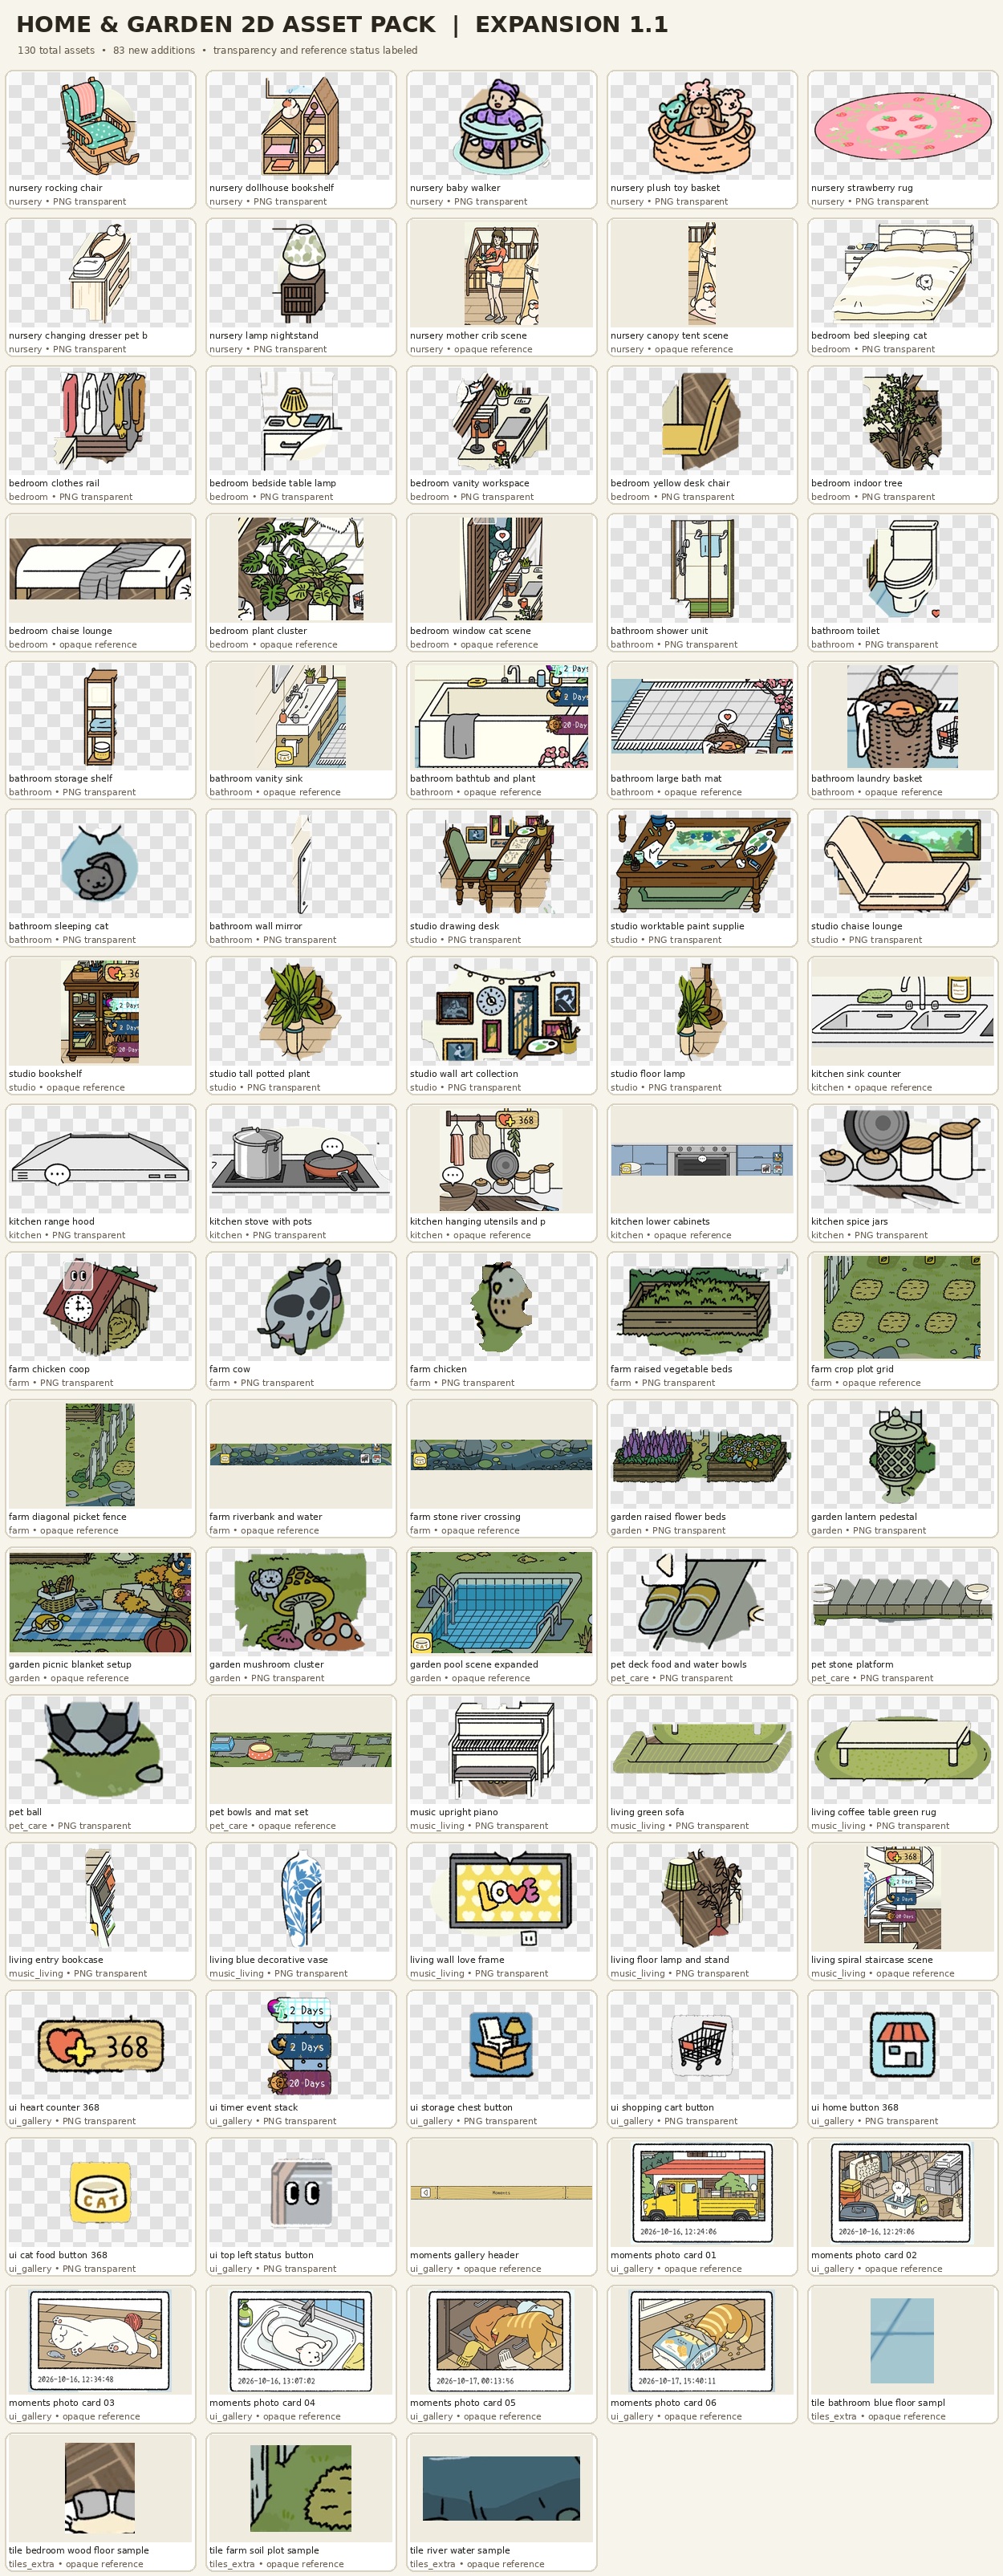 HOME & GARDEN 2D ASSET PACK | EXPANSION 1.1
130 total assets • 83 new additions • transparency and reference status labeled
nursery rocking chair
nursery • PNG transparent
nursery dollhouse bookshelf
nursery • PNG transparent
nursery baby walker
nursery • PNG transparent
nursery plush toy basket
nursery • PNG transparent
nursery strawberry rug
nursery • PNG transparent
nursery changing dresser pet b
nursery • PNG transparent
nursery lamp nightstand
nursery • PNG transparent
nursery mother crib scene
nursery • opaque reference
nursery canopy tent scene
nursery • opaque reference
bedroom bed sleeping cat
bedroom • PNG transparent
bedroom clothes rail
bedroom • PNG transparent
bedroom bedside table lamp
bedroom • PNG transparent
bedroom vanity workspace
bedroom • PNG transparent
bedroom yellow desk chair
bedroom • PNG transparent
bedroom indoor tree
bedroom • PNG transparent
bedroom chaise lounge
bedroom • opaque reference
bedroom plant cluster
bedroom • opaque reference
bedroom window cat scene
bedroom • opaque reference
bathroom shower unit
bathroom • PNG transparent
bathroom toilet
bathroom • PNG transparent
bathroom storage shelf
bathroom • PNG transparent
bathroom vanity sink
bathroom • opaque reference
2 Days
2 Days
20 Day
bathroom bathtub and plant
bathroom • opaque reference
bathroom large bath mat
bathroom • opaque reference
bathroom laundry basket
bathroom • opaque reference
bathroom sleeping cat
bathroom • PNG transparent
bathroom wall mirror
bathroom • PNG transparent
studio drawing desk
studio • PNG transparent
studio worktable paint supplie
studio • PNG transparent
studio chaise lounge
studio • PNG transparent
36
2 Days
2 Days
20 Day
studio bookshelf
studio • opaque reference
studio tall potted plant
studio • PNG transparent
studio wall art collection
studio • PNG transparent
studio floor lamp
studio • PNG transparent
kitchen sink counter
kitchen • opaque reference
kitchen range hood
kitchen • PNG transparent
kitchen stove with pots
kitchen • PNG transparent
368
kitchen hanging utensils and p
kitchen • opaque reference
kitchen lower cabinets
kitchen • opaque reference
kitchen spice jars
kitchen • PNG transparent
farm chicken coop
farm • PNG transparent
farm cow
farm • PNG transparent
farm chicken
farm • PNG transparent
farm raised vegetable beds
farm • PNG transparent
farm crop plot grid
farm • opaque reference
farm diagonal picket fence
farm • opaque reference
farm riverbank and water
farm • opaque reference
farm stone river crossing
farm • opaque reference
garden raised flower beds
garden • PNG transparent
garden lantern pedestal
garden • PNG transparent
garden picnic blanket setup
garden • opaque reference
garden mushroom cluster
garden • PNG transparent
garden pool scene expanded
garden • opaque reference
pet deck food and water bowls
pet_care • PNG transparent
pet stone platform
pet_care • PNG transparent
pet ball
pet_care • PNG transparent
pet bowls and mat set
pet_care • opaque reference
music upright piano
music_living • PNG transparent
living green sofa
music_living • PNG transparent
living coffee table green rug
music_living • PNG transparent
living entry bookcase
music_living • PNG transparent
living blue decorative vase
music_living • PNG transparent
LOVE
living wall love frame
music_living • PNG transparent
living floor lamp and stand
music_living • PNG transparent
368
2 Days
2 Days
20 Days
living spiral staircase scene
music_living • opaque reference
368
ui heart counter 368
ui_gallery • PNG transparent
2 Days
2 Days
20 Days
ui timer event stack
ui_gallery • PNG transparent
ui storage chest button
ui_gallery • PNG transparent
ui shopping cart button
ui_gallery • PNG transparent
ui home button 368
ui_gallery • PNG transparent
CAT
ui cat food button 368
ui_gallery • PNG transparent
ui top left status button
ui_gallery • PNG transparent
Moments
moments gallery header
ui_gallery • opaque reference
2026-10-16, 12:24:06
moments photo card 01
ui_gallery • opaque reference
2026-10-16, 12:29:06
moments photo card 02
ui_gallery • opaque reference
2026-10-16, 12:34:48
moments photo card 03
ui_gallery • opaque reference
2026-10-16, 13:07:02
moments photo card 04
ui_gallery • opaque reference
2026-10-17, 00:13:56
moments photo card 05
ui_gallery • opaque reference
2026-10-17, 15:40:11
moments photo card 06
ui_gallery • opaque reference
tile bathroom blue floor sampl
tiles_extra • opaque reference
tile bedroom wood floor sample
tiles_extra • opaque reference
tile farm soil plot sample
tiles_extra • opaque reference
tile river water sample
tiles_extra • opaque reference